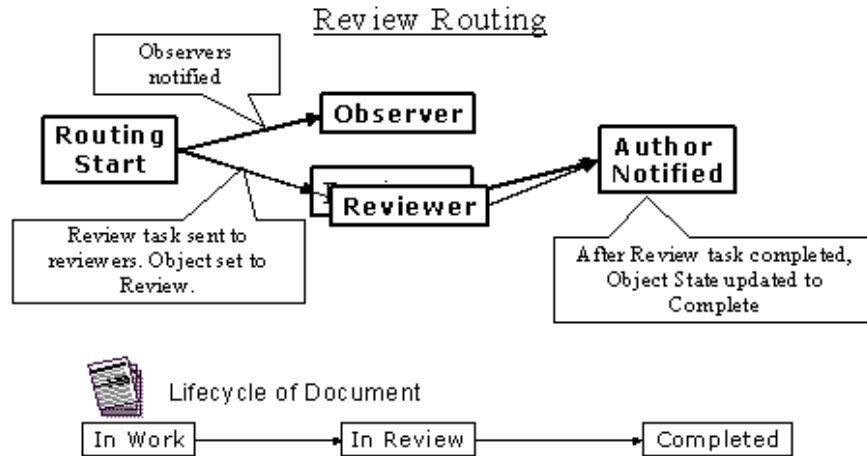 Review Routing
Observers
notified
Observer
Routing
Start
Reviewer
Author
Notified
Review task sent to
reviewers. Object set to
Review.
After Review task completed,
Object State updated to
Complete
Lifecycle of Document
In Work
In Review
Completed